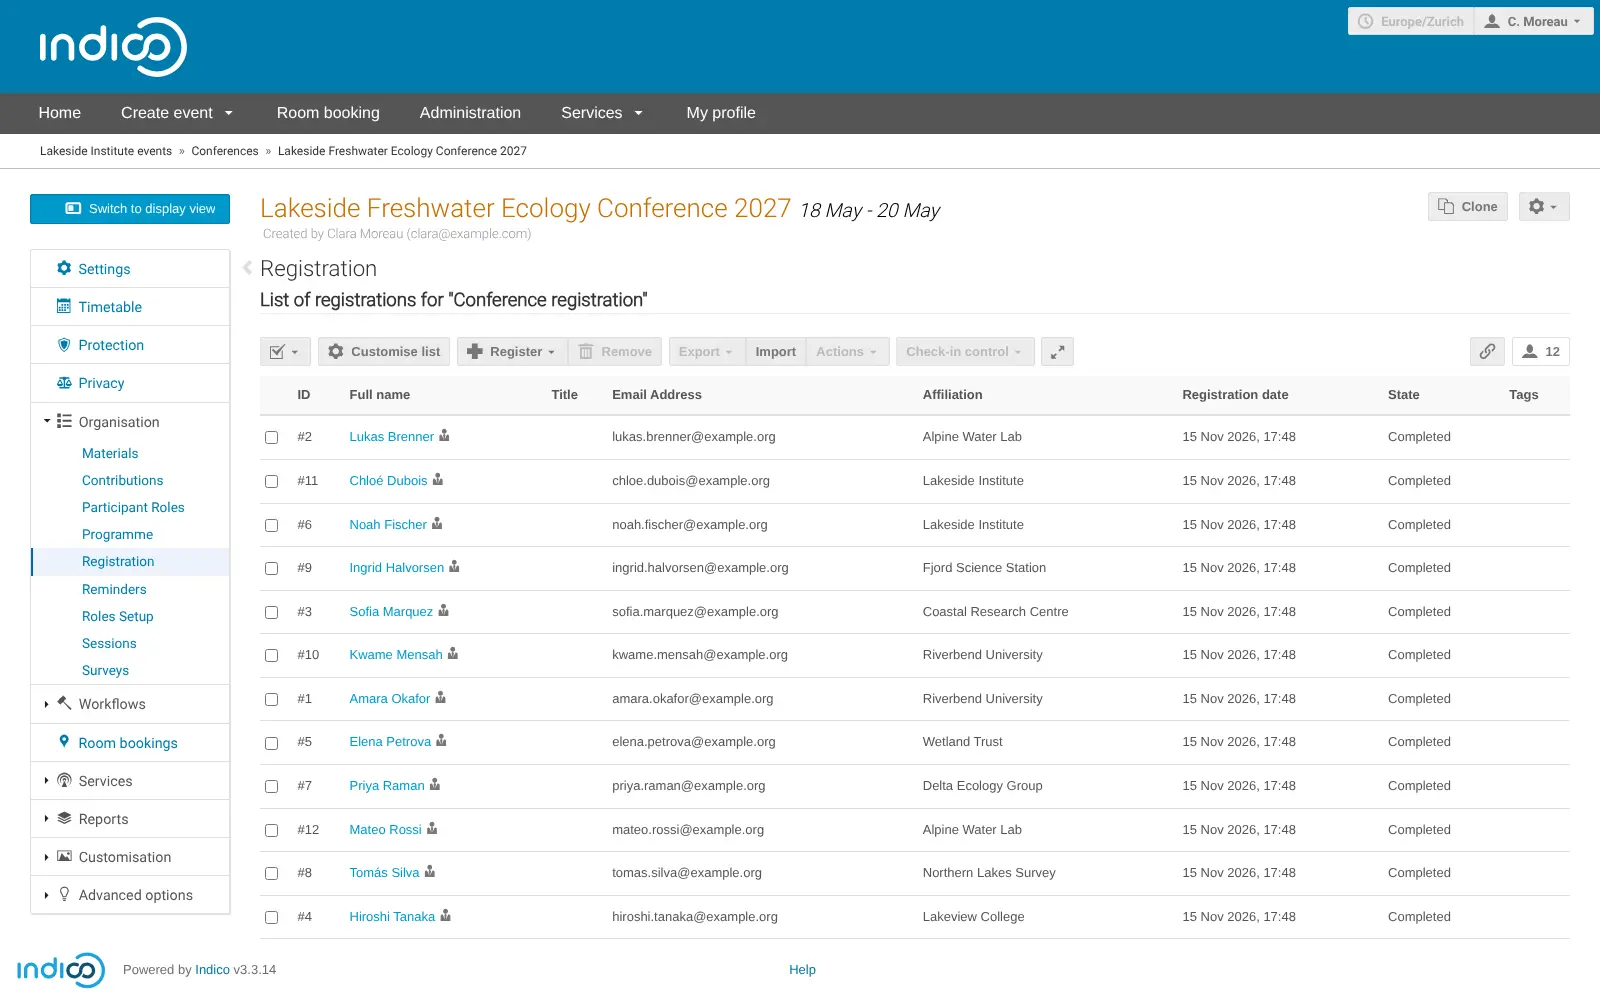 indico
Europe/Zurich C. Moreau
Home Create event Room booking Administration Services My profile
Lakeside Institute events » Conferences » Lakeside Freshwater Ecology Conference 2027
Switch to display view
Settings
Timetable
Protection
Privacy
Organisation
Materials
Contributions
Participant Roles
Programme
Registration
Reminders
Roles Setup
Sessions
Surveys
Workflows
Room bookings
Services
Reports
Customisation
Advanced options
Lakeside Freshwater Ecology Conference 2027 18 May - 20 May
Clone
Created by Clara Moreau (clara@example.com)
Registration
List of registrations for "Conference registration"
Customise list Register Remove Export Import Actions Check-in control 12
ID Full name Title Email Address Affiliation Registration date State Tags
#2 Lukas Brenner lukas.brenner@example.org Alpine Water Lab 15 Nov 2026, 17:48 Completed
#11 Chloé Dubois chloe.dubois@example.org Lakeside Institute 15 Nov 2026, 17:48 Completed
#6 Noah Fischer noah.fischer@example.org Lakeside Institute 15 Nov 2026, 17:48 Completed
#9 Ingrid Halvorsen ingrid.halvorsen@example.org Fjord Science Station 15 Nov 2026, 17:48 Completed
#3 Sofia Marquez sofia.marquez@example.org Coastal Research Centre 15 Nov 2026, 17:48 Completed
#10 Kwame Mensah kwame.mensah@example.org Riverbend University 15 Nov 2026, 17:48 Completed
#1 Amara Okafor amara.okafor@example.org Riverbend University 15 Nov 2026, 17:48 Completed
#5 Elena Petrova elena.petrova@example.org Wetland Trust 15 Nov 2026, 17:48 Completed
#7 Priya Raman priya.raman@example.org Delta Ecology Group 15 Nov 2026, 17:48 Completed
#12 Mateo Rossi mateo.rossi@example.org Alpine Water Lab 15 Nov 2026, 17:48 Completed
#8 Tomás Silva tomas.silva@example.org Northern Lakes Survey 15 Nov 2026, 17:48 Completed
#4 Hiroshi Tanaka hiroshi.tanaka@example.org Lakeview College 15 Nov 2026, 17:48 Completed
indico Powered by Indico v3.3.14 Help